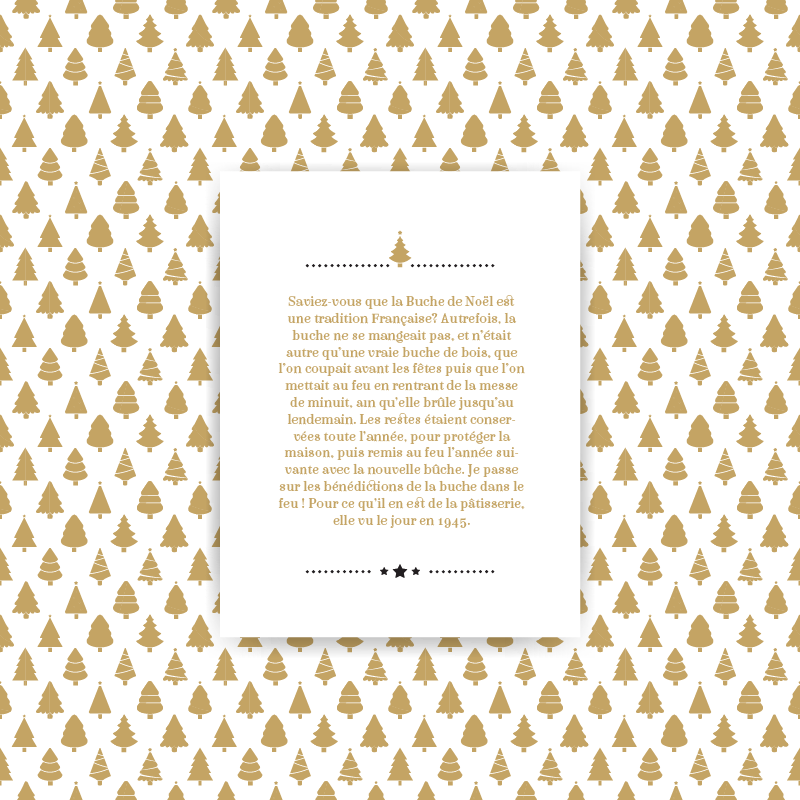 Saviez-vous que la Buche de Noël est
une tradition Française? Autrefois, la
buche ne se mangeait pas, et n'était
autre qu'une vraie buche de bois, que
l'on coupait avant les fêtes puis que l'on
mettait au feu en rentrant de la messe
de minuit, aın qu'elle brûle jusqu'au
lendemain. Les restes étaient conser-
vées toute l'année, pour protéger la
maison, puis remis au feu l'année sui-
vante avec la nouvelle bûche. Je passe
sur les bénédictions de la buche dans le
feu ! Pour ce qu'il en est de la pâtisserie,
elle vu le jour en 1945.